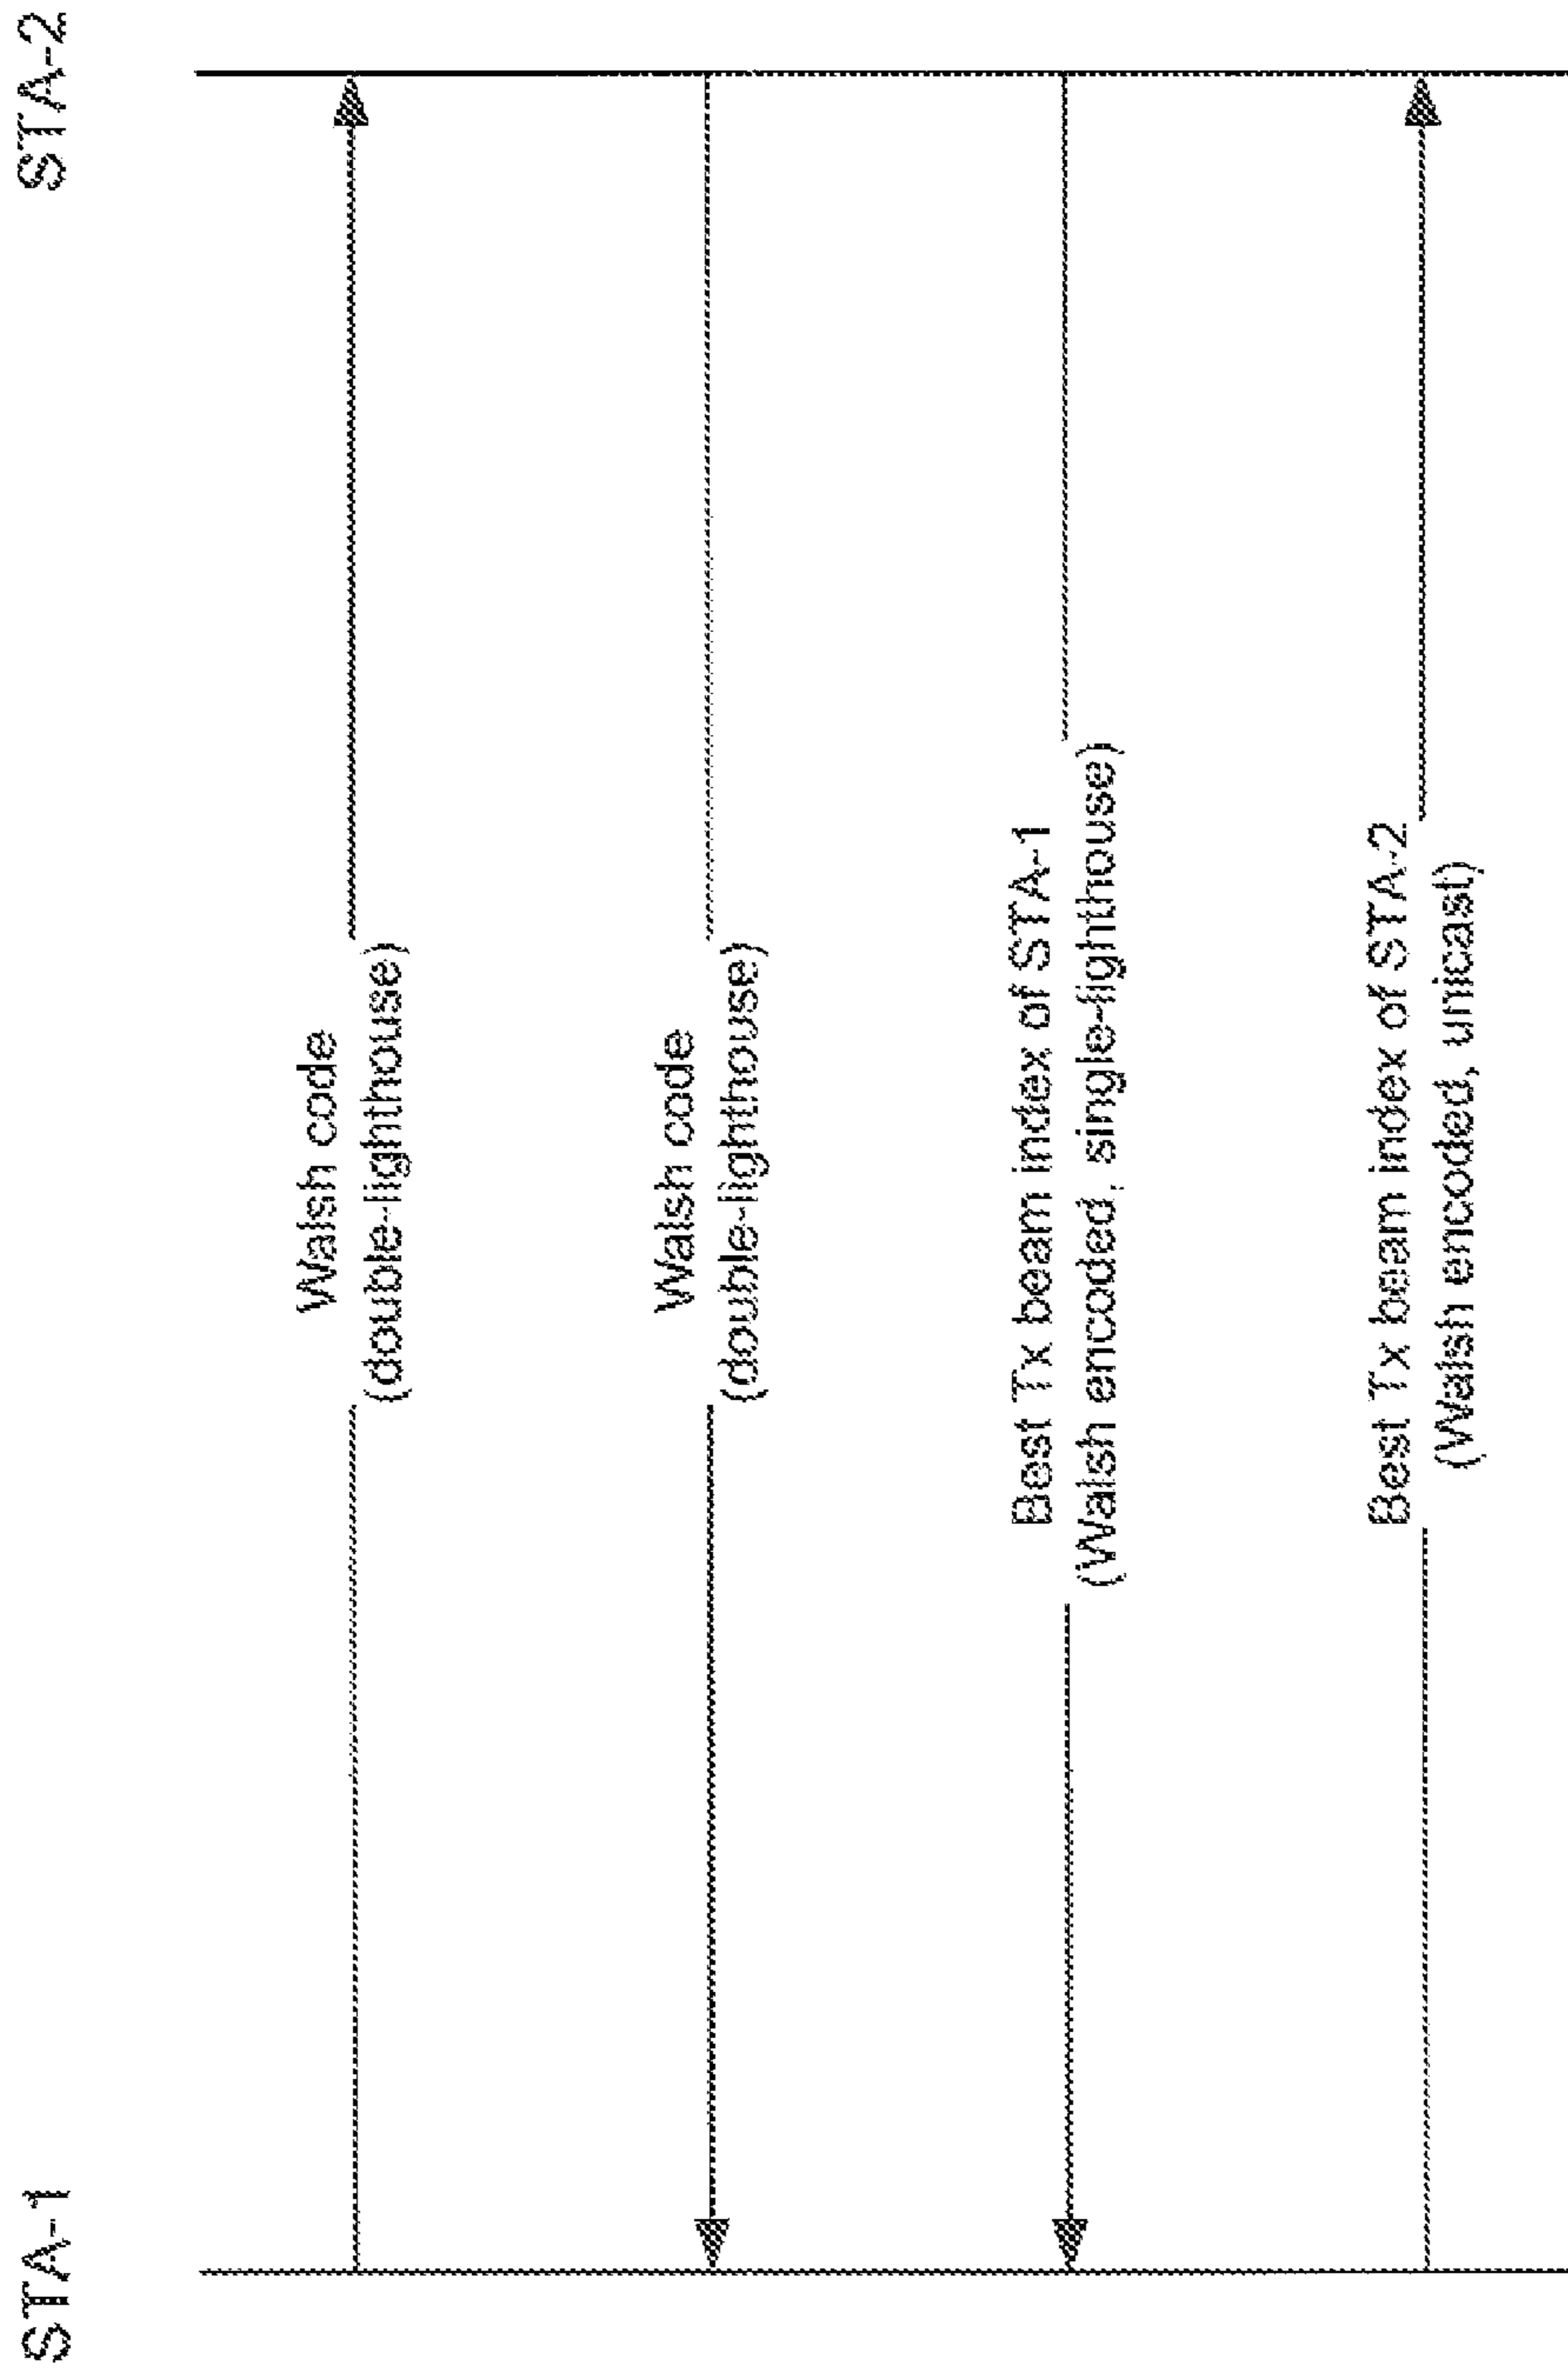 STA-1
STA-2
Walsh code
(double-lighthouse)
Walsh code
(double-lighthouse)
Best Tx beam index of STA-1
(Walsh encoded, single-lighthouse)
Best Tx beam index of STA-2
(Walsh encoded, unicast)